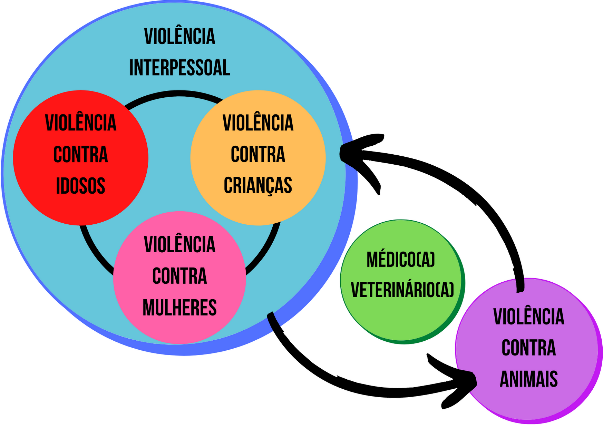 VIOLÊNCIA
INTERPESSOAL
VIOLÊNCIA
CONTRA
IDOSOS
VIOLÊNCIA
CONTRA
CRIANÇAS
VIOLÊNCIA
CONTRA
MULHERES
MÉDICO(A)
VETERINÁRIO(A)
VIOLÊNCIA
CONTRA
ANIMAIS